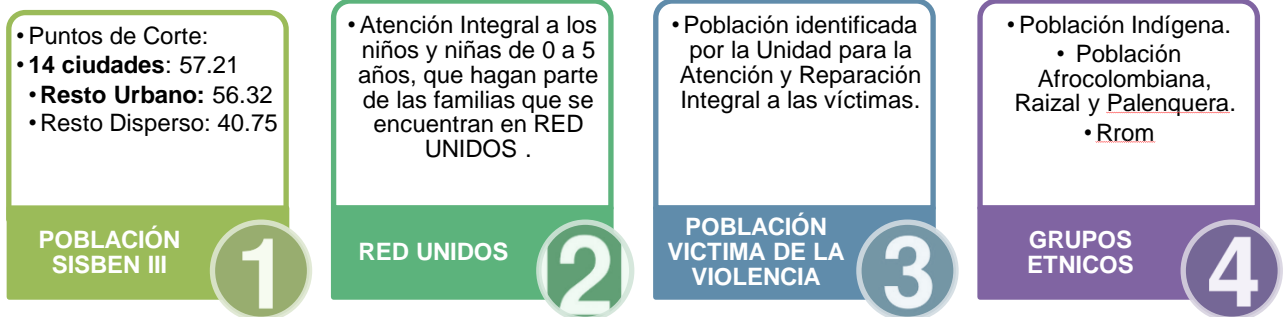 • Puntos de Corte:
• 14 ciudades: 57.21
• Resto Urbano: 56.32
• Resto Disperso: 40.75
POBLACIÓN
SISBEN III
1
• Atención Integral a los
niños y niñas de 0 a 5
años, que hagan parte
de las familias que se
encuentran en RED
UNIDOS .
RED UNIDOS
2
• Población identificada
por la Unidad para la
Atención y Reparación
Integral a las víctimas.
POBLACIÓN
VICTIMA DE LA
VIOLENCIA
3
• Población Indígena.
• Población
Afrocolombiana,
Raizal y Palenquera.
• Rrom
GRUPOS
ETNICOS
4